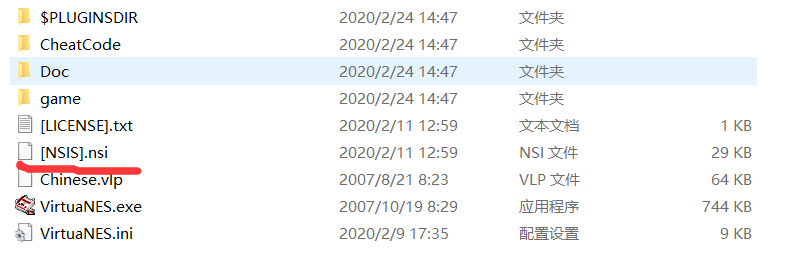 $PLUGINSDIR 2020/2/24 14:47 文件夹
CheatCode 2020/2/24 14:47 文件夹
Doc 2020/2/24 14:47 文件夹
game 2020/2/24 14:47 文件夹
[LICENSE].txt 2020/2/11 12:59 文本文档 1 KB
[NSIS].nsi 2020/2/11 12:59 NSI 文件 29 KB
Chinese.vlp 2007/8/21 8:23 VLP 文件 64 KB
VirtuaNES.exe 2007/10/19 8:29 应用程序 744 KB
VirtuaNES.ini 2020/2/9 17:35 配置设置 9 KB